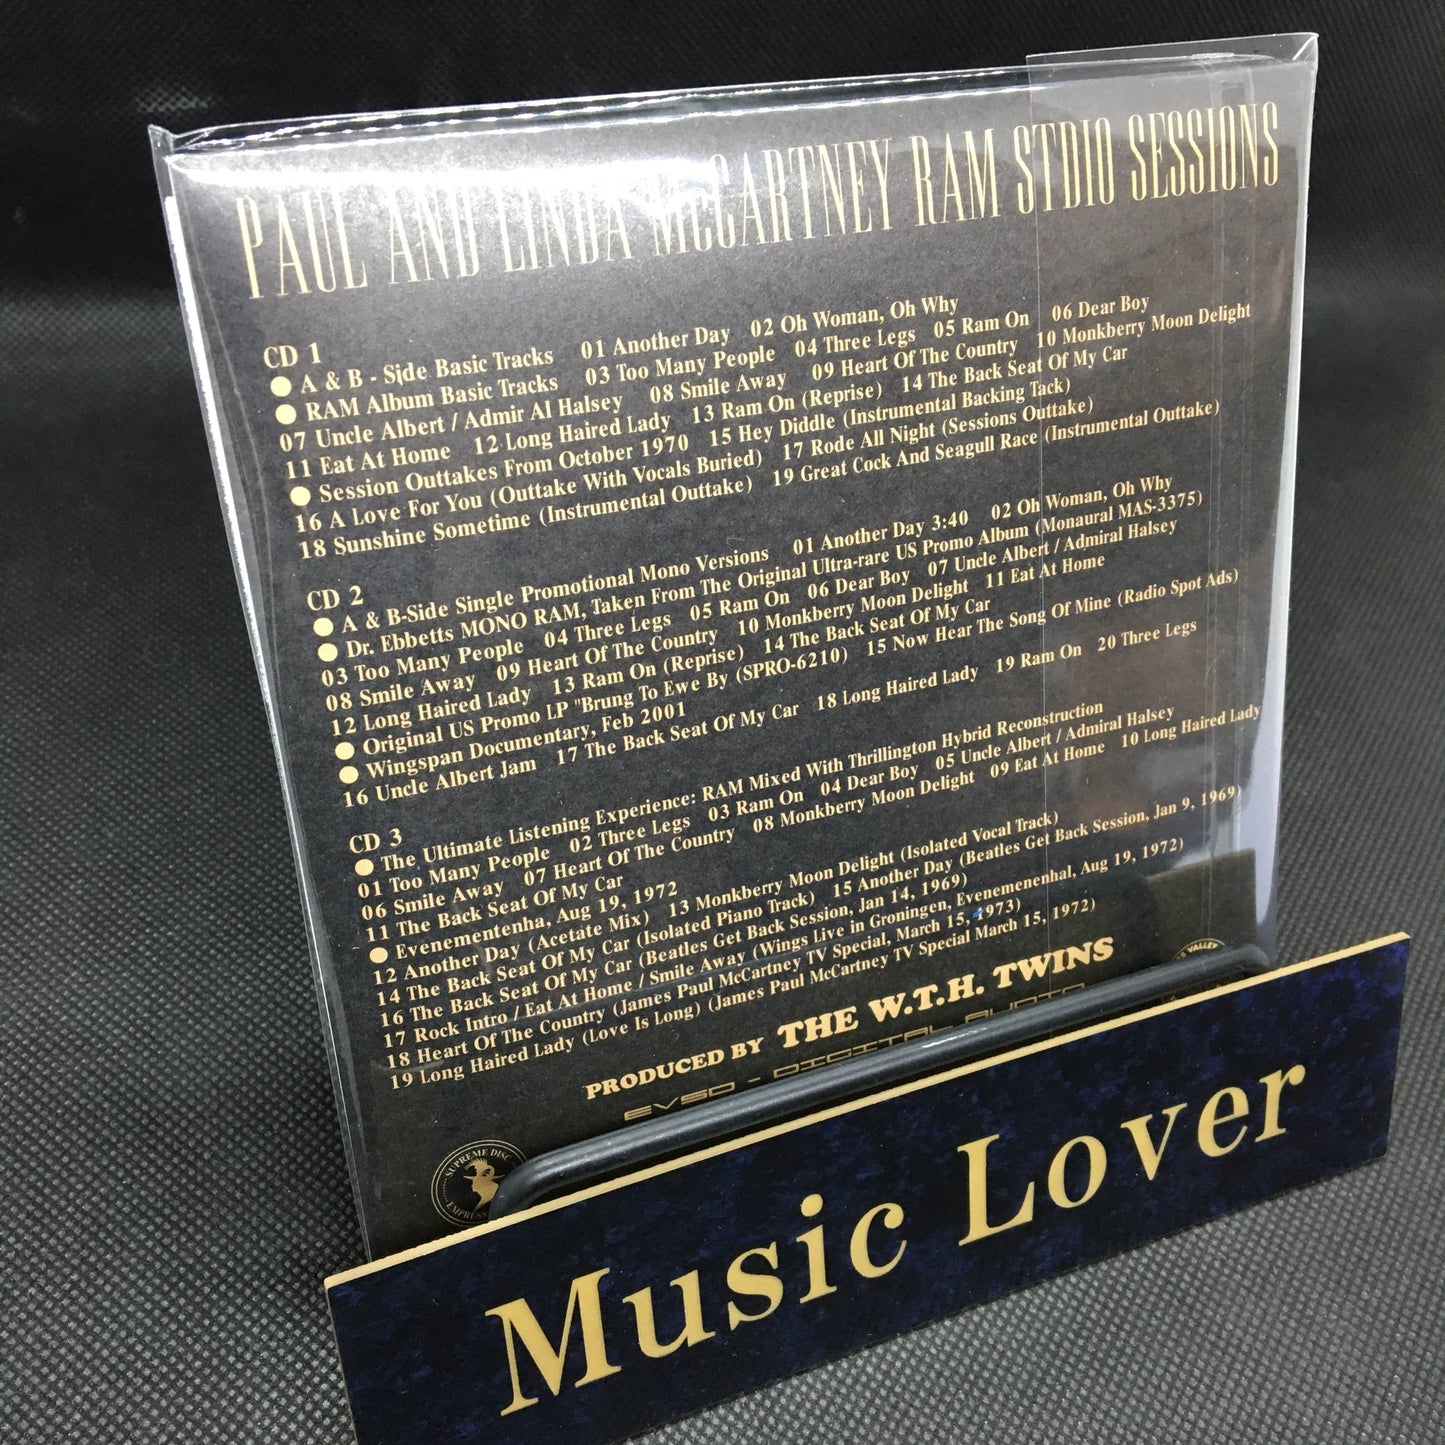 PAUL AND LINDA McCARTNEY RAM STDIO SESSIONS
CD 1
● A & B - Side Basic Tracks 01 Another Day 02 Oh Woman, Oh Why
● RAM Album Basic Tracks 03 Too Many People 04 Three Legs 05 Ram On 06 Dear Boy
07 Uncle Albert / Admir Al Halsey 08 Smile Away 09 Heart Of The Country 10 Monkberry Moon Delight
11 Eat At Home 12 Long Haired Lady 13 Ram On (Reprise) 14 The Back Seat Of My Car
● Session Outtakes From October 1970 15 Hey Diddle (Instrumental Backing Tack)
16 A Love For You (Outtake With Vocals Buried) 17 Rode All Night (Sessions Outtake)
18 Sunshine Sometime (Instrumental Outtake) 19 Great Cock And Seagull Race (Instrumental Outtake)
CD 2
● A & B-Side Single Promotional Mono Versions 01 Another Day 3:40 02 Oh Woman, Oh Why
● Dr. Ebbetts MONO RAM, Taken From The Original Ultra-rare US Promo Album (Monaural MAS-3375)
03 Too Many People 04 Three Legs 05 Ram On 06 Dear Boy 07 Uncle Albert / Admiral Halsey
08 Smile Away 09 Heart Of The Country 10 Monkberry Moon Delight 11 Eat At Home
12 Long Haired Lady 13 Ram On (Reprise) 14 The Back Seat Of My Car
● Original US Promo LP "Brung To Ewe By (SPRO-6210) 15 Now Hear The Song Of Mine (Radio Spot Ads)
● Wingspan Documentary, Feb 2001
16 Uncle Albert Jam 17 The Back Seat Of My Car 18 Long Haired Lady 19 Ram On 20 Three Legs
CD 3
● The Ultimate Listening Experience: RAM Mixed With Thrillington Hybrid Reconstruction
01 Too Many People 02 Three Legs 03 Ram On 04 Dear Boy 05 Uncle Albert / Admiral Halsey
06 Smile Away 07 Heart Of The Country 08 Monkberry Moon Delight 09 Eat At Home 10 Long Haired Lady
11 The Back Seat Of My Car
● Evenementenha, Aug 19, 1972
12 Another Day (Acetate Mix) 13 Monkberry Moon Delight (Isolated Vocal Track)
14 The Back Seat Of My Car (Isolated Piano Track) 15 Another Day (Beatles Get Back Session, Jan 9, 1969)
16 The Back Seat Of My Car (Beatles Get Back Session, Jan 14, 1969)
17 Rock Intro / Eat At Home / Smile Away (Wings Live in Groningen, Evenemenenhal, Aug 19, 1972)
18 Heart Of The Country (James Paul McCartney TV Special, March 15, 1973)
19 Long Haired Lady (Love Is Long) (James Paul McCartney TV Special March 15, 1972)
PRODUCED BY THE W.T.H. TWINS
EVSD - DIGITAL AUDIO
VALLEY
SUPREME DISC
EMPRESS
Music Lover